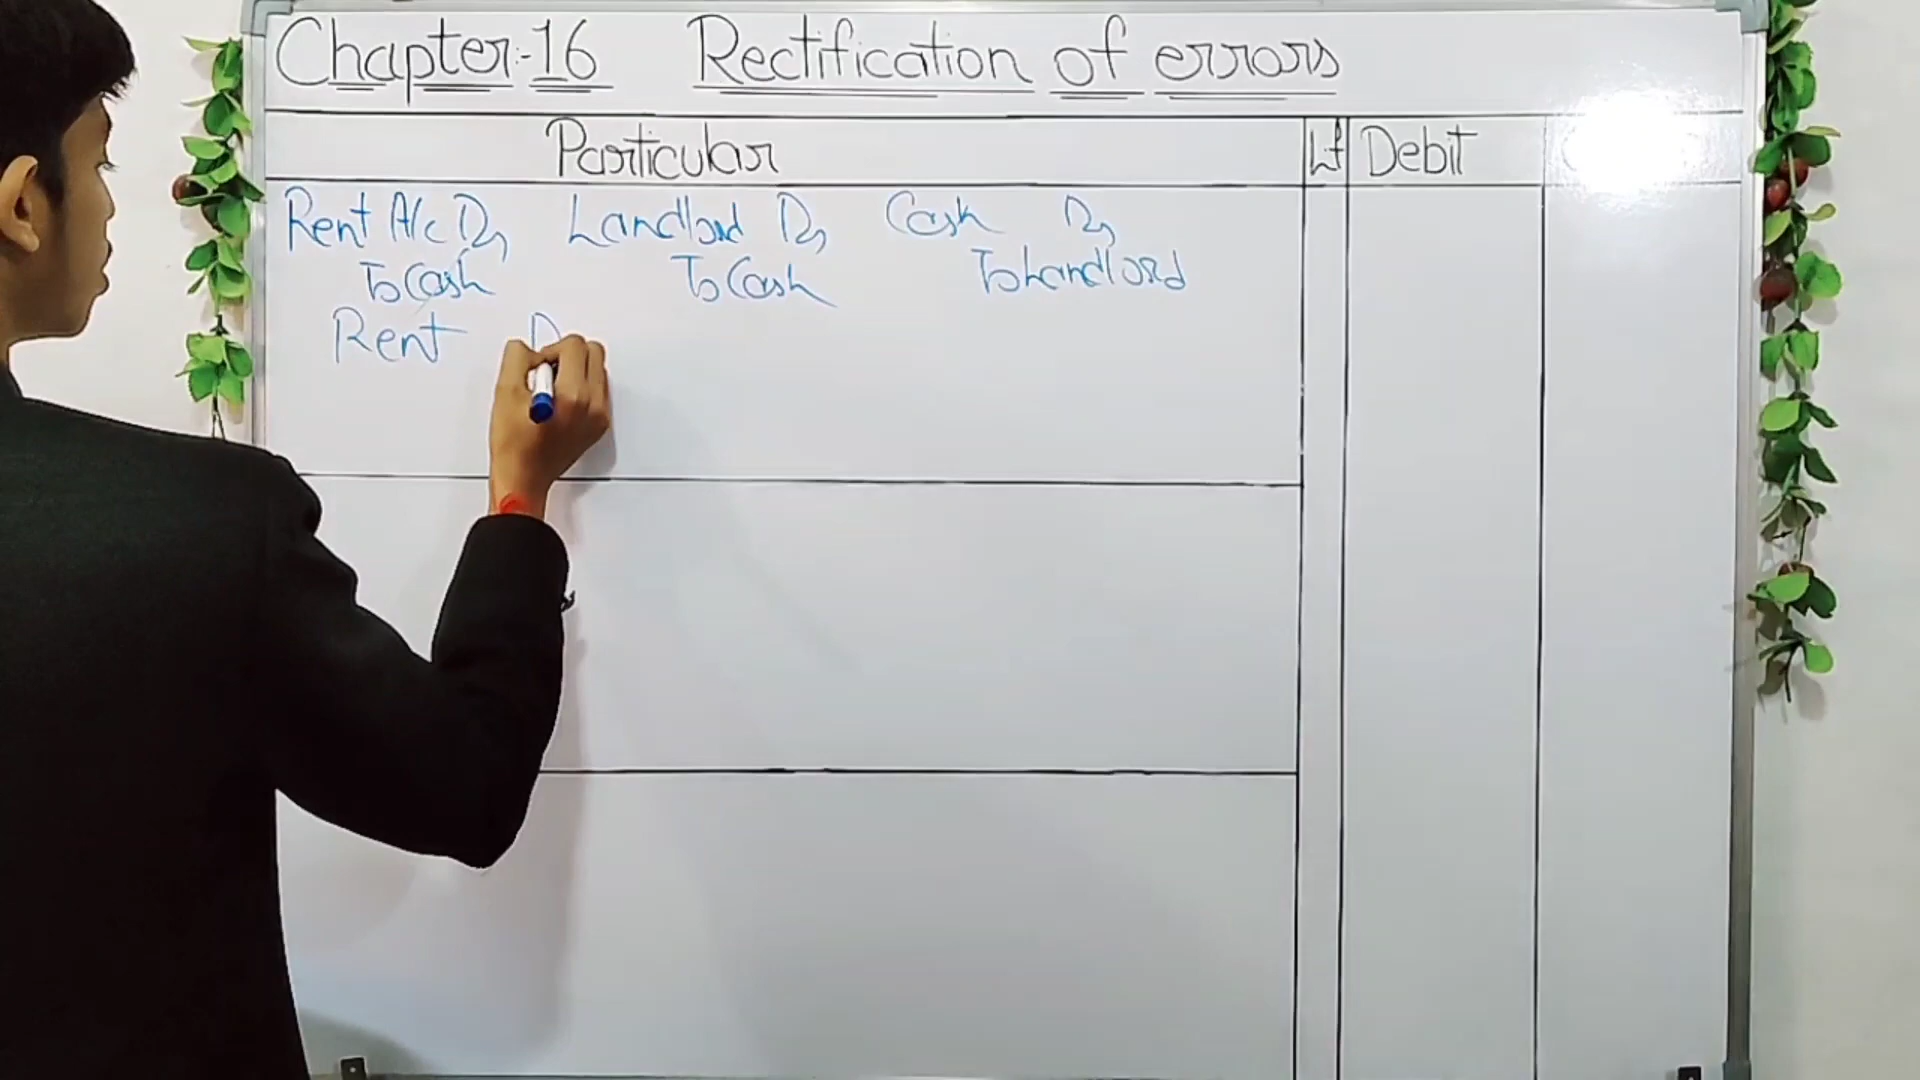 Chapter:-16 Rectification of errors
Particular Lf Debit
Rent A/c Dr Landlord Dr Cash Dr
To Cash To Cash To Landlord
Rent D